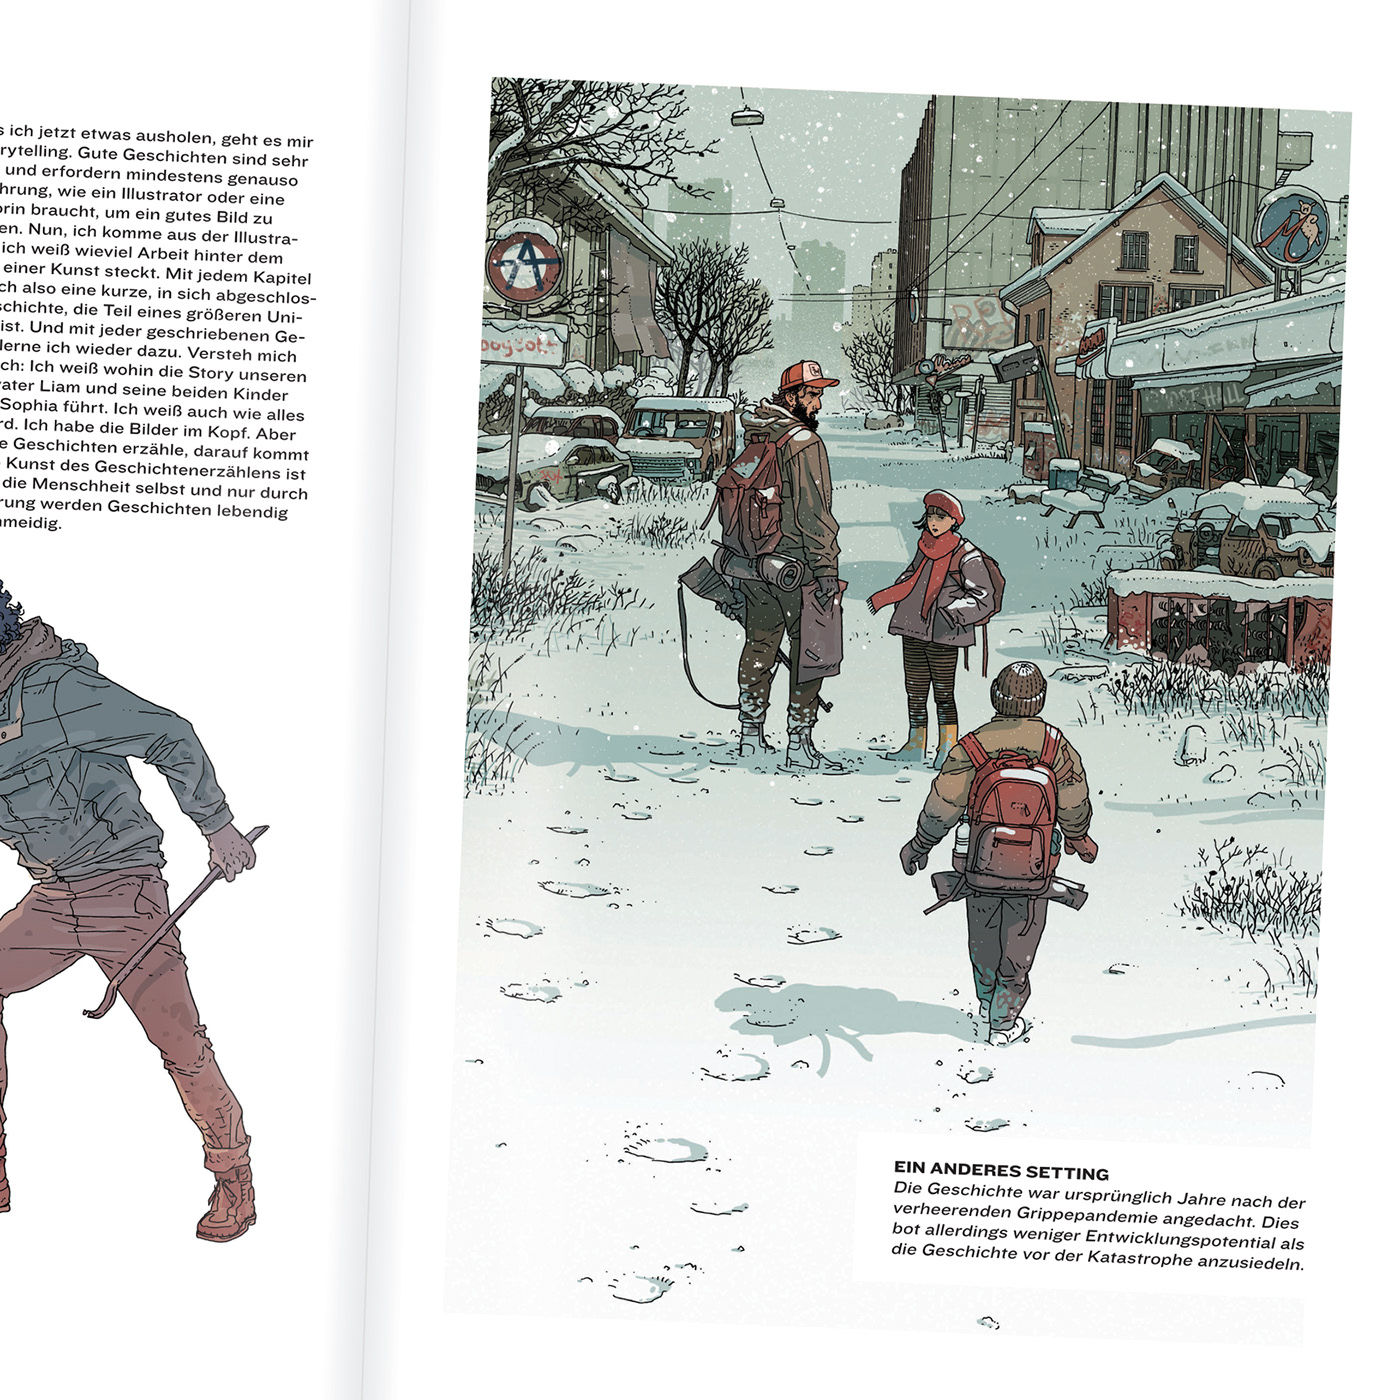 s ich jetzt etwas ausholen, geht es mir
rytelling. Gute Geschichten sind sehr
und erfordern mindestens genauso
hrung, wie ein Illustrator oder eine
orin braucht, um ein gutes Bild zu
en. Nun, ich komme aus der Illustra-
ich weiß wieviel Arbeit hinter dem
einer Kunst steckt. Mit jedem Kapitel
ch also eine kurze, in sich abgeschlos-
schichte, die Teil eines größeren Uni-
ist. Und mit jeder geschriebenen Ge-
lerne ich wieder dazu. Versteh mich
ch: Ich weiß wohin die Story unseren
vater Liam und seine beiden Kinder
Sophia führt. Ich weiß auch wie alles
rd. Ich habe die Bilder im Kopf. Aber
e Geschichten erzähle, darauf kommt
Kunst des Geschichtenerzählens ist
die Menschheit selbst und nur durch
rung werden Geschichten lebendig
meidig.
boycott
EIN ANDERES SETTING
Die Geschichte war ursprünglich Jahre nach der
verheerenden Grippepandemie angedacht. Dies
bot allerdings weniger Entwicklungspotential als
die Geschichte vor der Katastrophe anzusiedeln.